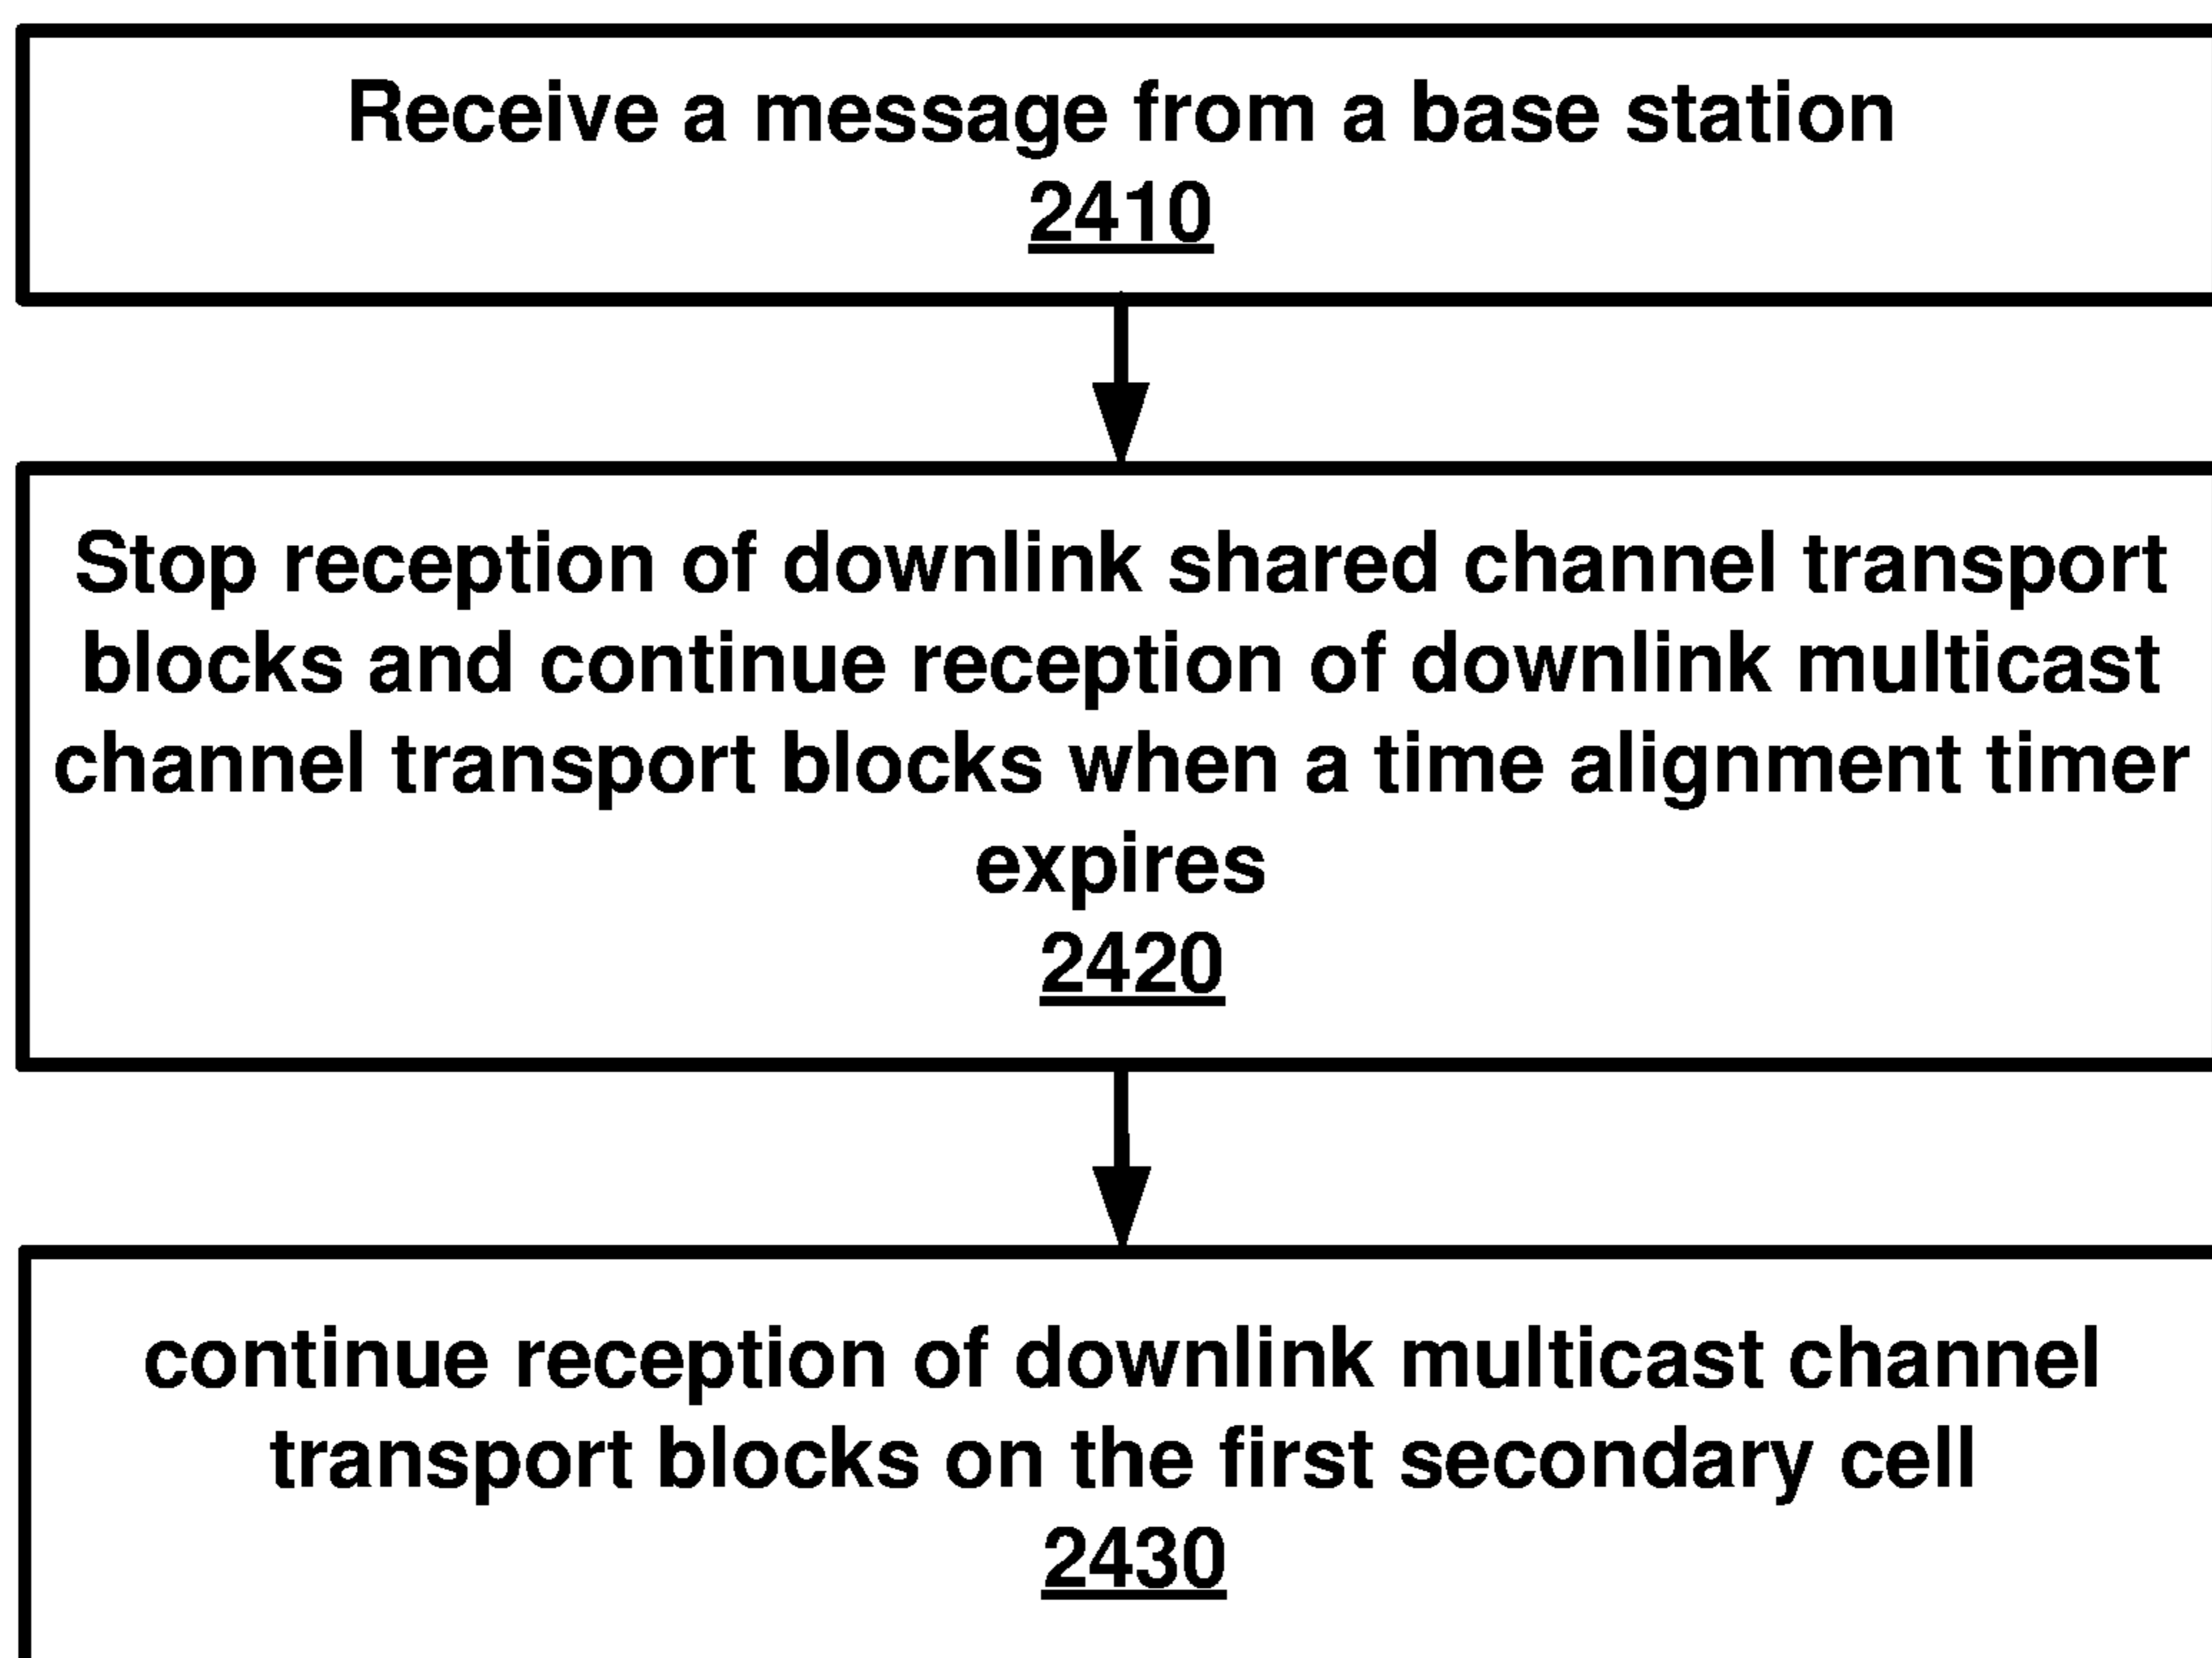 Receive a message from a base station
2410
Stop reception of downlink shared channel transport
blocks and continue reception of downlink multicast
channel transport blocks when a time alignment timer
expires
2420
continue reception of downlink multicast channel
transport blocks on the first secondary cell
2430